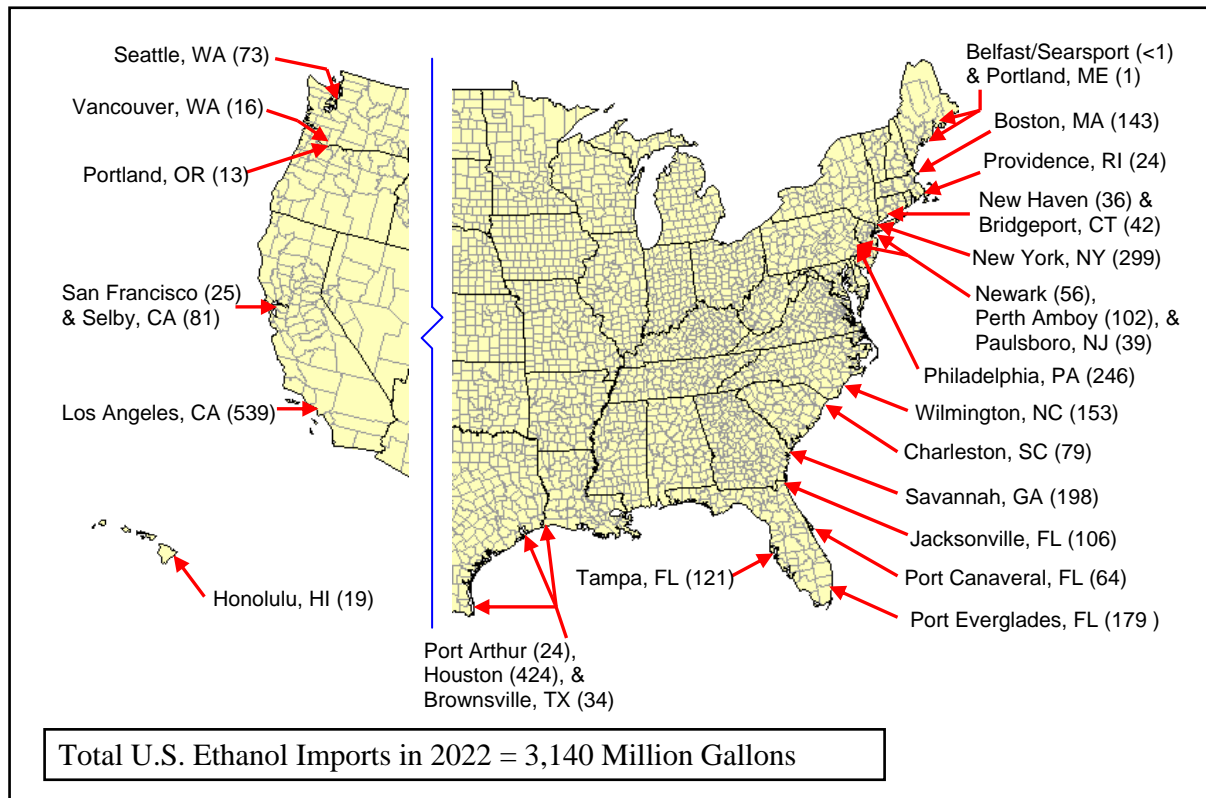 Seattle, WA (73)
Vancouver, WA (16)
Portland, OR (13)
San Francisco (25)
& Selby, CA (81)
Los Angeles, CA (539)
Honolulu, HI (19)
Belfast/Searsport (<1)
& Portland, ME (1)
Boston, MA (143)
Providence, RI (24)
New Haven (36) &
Bridgeport, CT (42)
New York, NY (299)
Newark (56),
Perth Amboy (102), &
Paulsboro, NJ (39)
Philadelphia, PA (246)
Wilmington, NC (153)
Charleston, SC (79)
Savannah, GA (198)
Jacksonville, FL (106)
Port Canaveral, FL (64)
Port Everglades, FL (179 )
Tampa, FL (121)
Port Arthur (24),
Houston (424), &
Brownsville, TX (34)
Total U.S. Ethanol Imports in 2022 = 3,140 Million Gallons